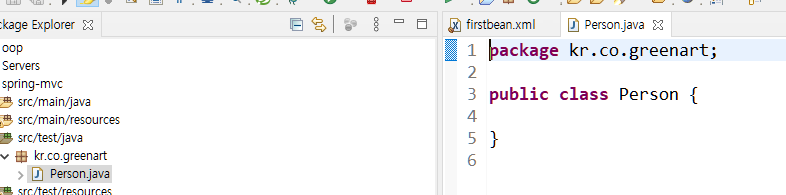 ckage Explorer
oop
Servers
spring-mvc
src/main/java
src/main/resources
src/test/java
kr.co.greenart
Person.java
src/test/resources
firstbean.xml
Person.java
1 package kr.co.greenart;
2
3 public class Person {
4
5 }
6